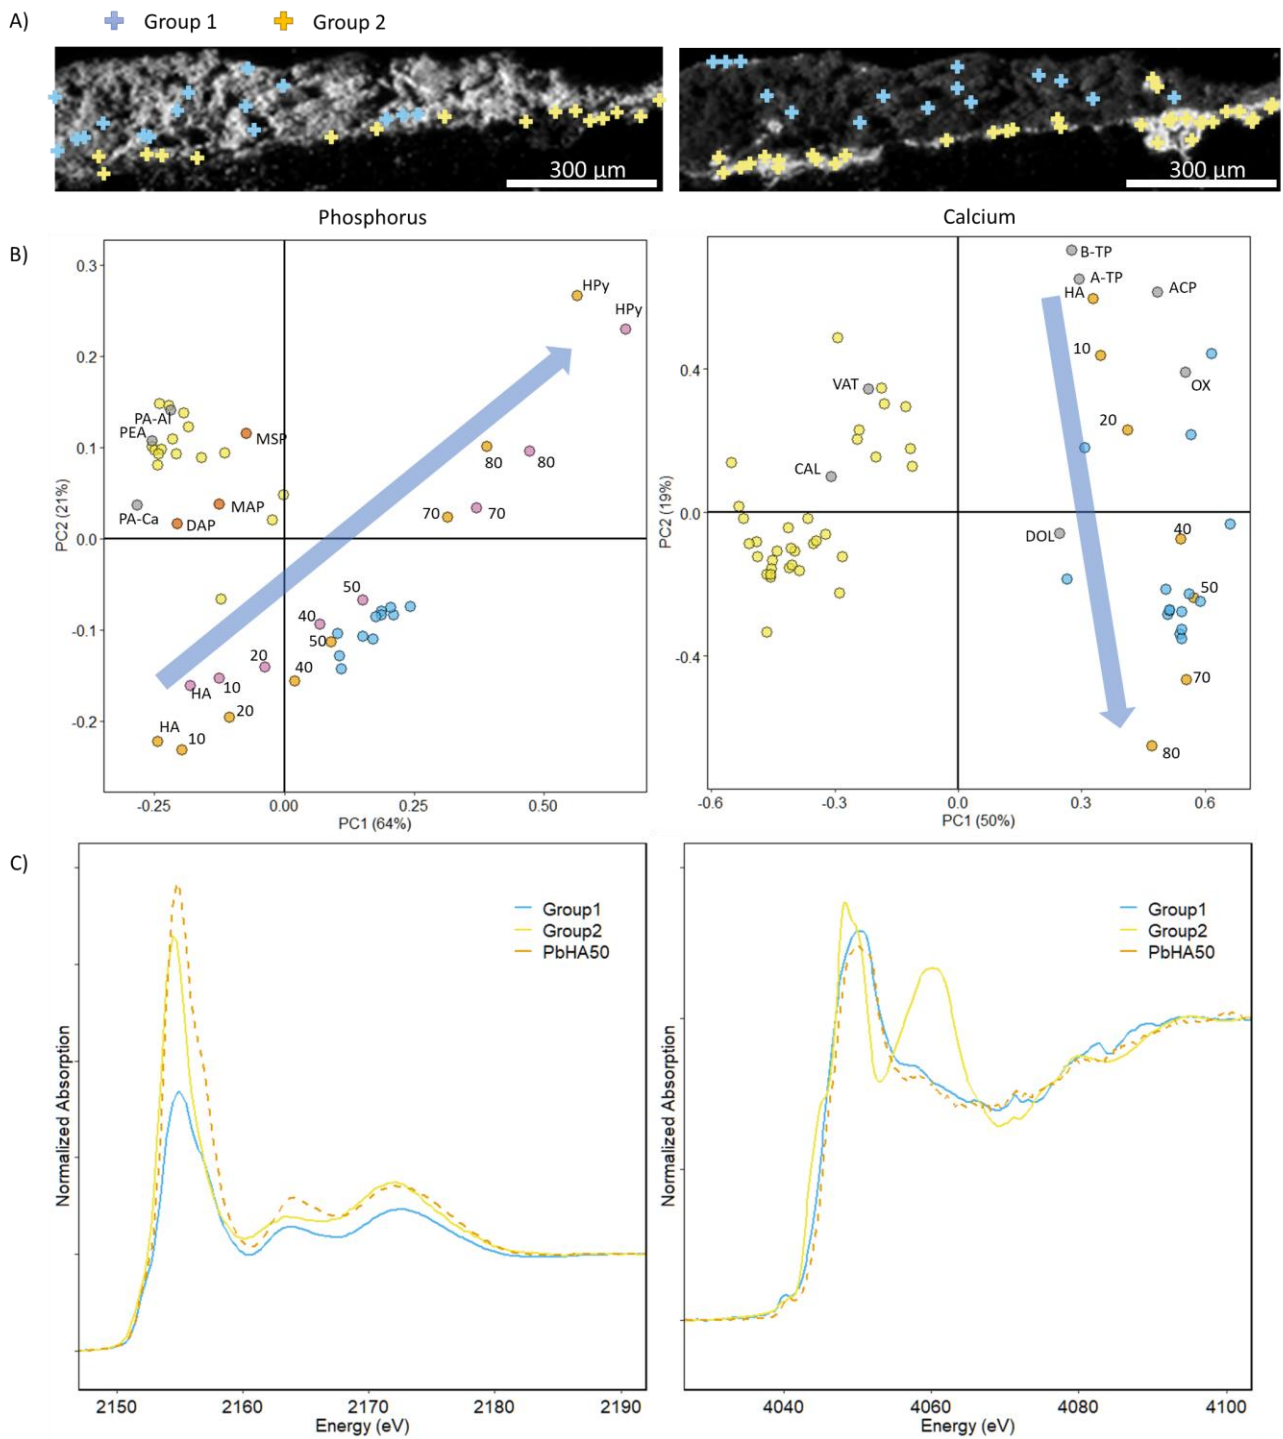 A)
Group 1
Group 2
300 µm
300 µm
Phosphorus
Calcium
B)
0.3
0.2
0.1
0.0
-0.1
-0.2
PC2 (21%)
HPy
HPy
PA-Al
PEA
MSP
PA-Ca
MAP
DAP
80
80
70
70
50
40
50
20
40
HA
10
20
HA
10
-0.25
0.00
0.25
0.50
PC1 (64%)
0.4
0.0
-0.4
PC2 (19%)
B-TP
A-TP
HA
ACP
10
OX
VAT
20
CAL
DOL
40
50
70
80
-0.6
-0.3
0.0
0.3
0.6
PC1 (50%)
C)
Normalized Absorption
Group1
Group2
PbHA50
2150
2160
2170
2180
2190
Energy (eV)
Normalized Absorption
Group1
Group2
PbHA50
4040
4060
4080
4100
Energy (eV)